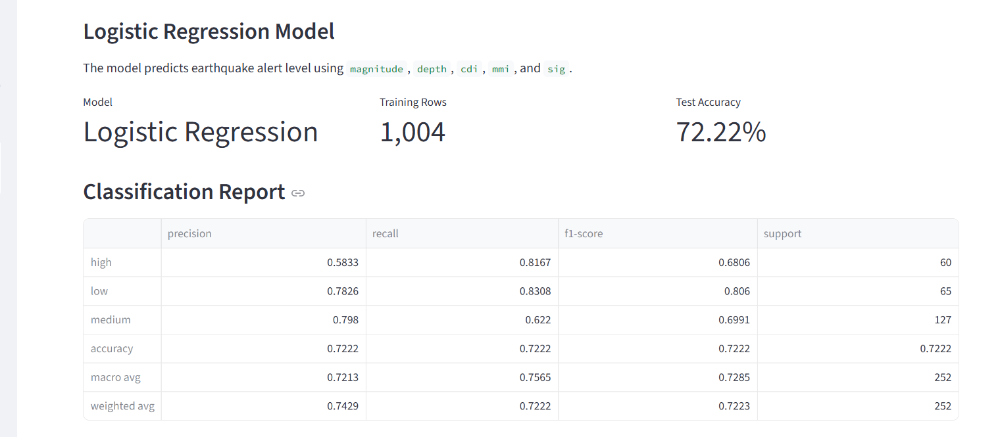 Logistic Regression Model
The model predicts earthquake alert level using magnitude, depth, cdi, mmi, and sig.
Model Training Rows Test Accuracy
Logistic Regression 1,004 72.22%
Classification Report
precision recall f1-score support
high 0.5833 0.8167 0.6806 60
low 0.7826 0.8308 0.806 65
medium 0.798 0.622 0.6991 127
accuracy 0.7222 0.7222 0.7222 0.7222
macro avg 0.7213 0.7565 0.7285 252
weighted avg 0.7429 0.7222 0.7223 252